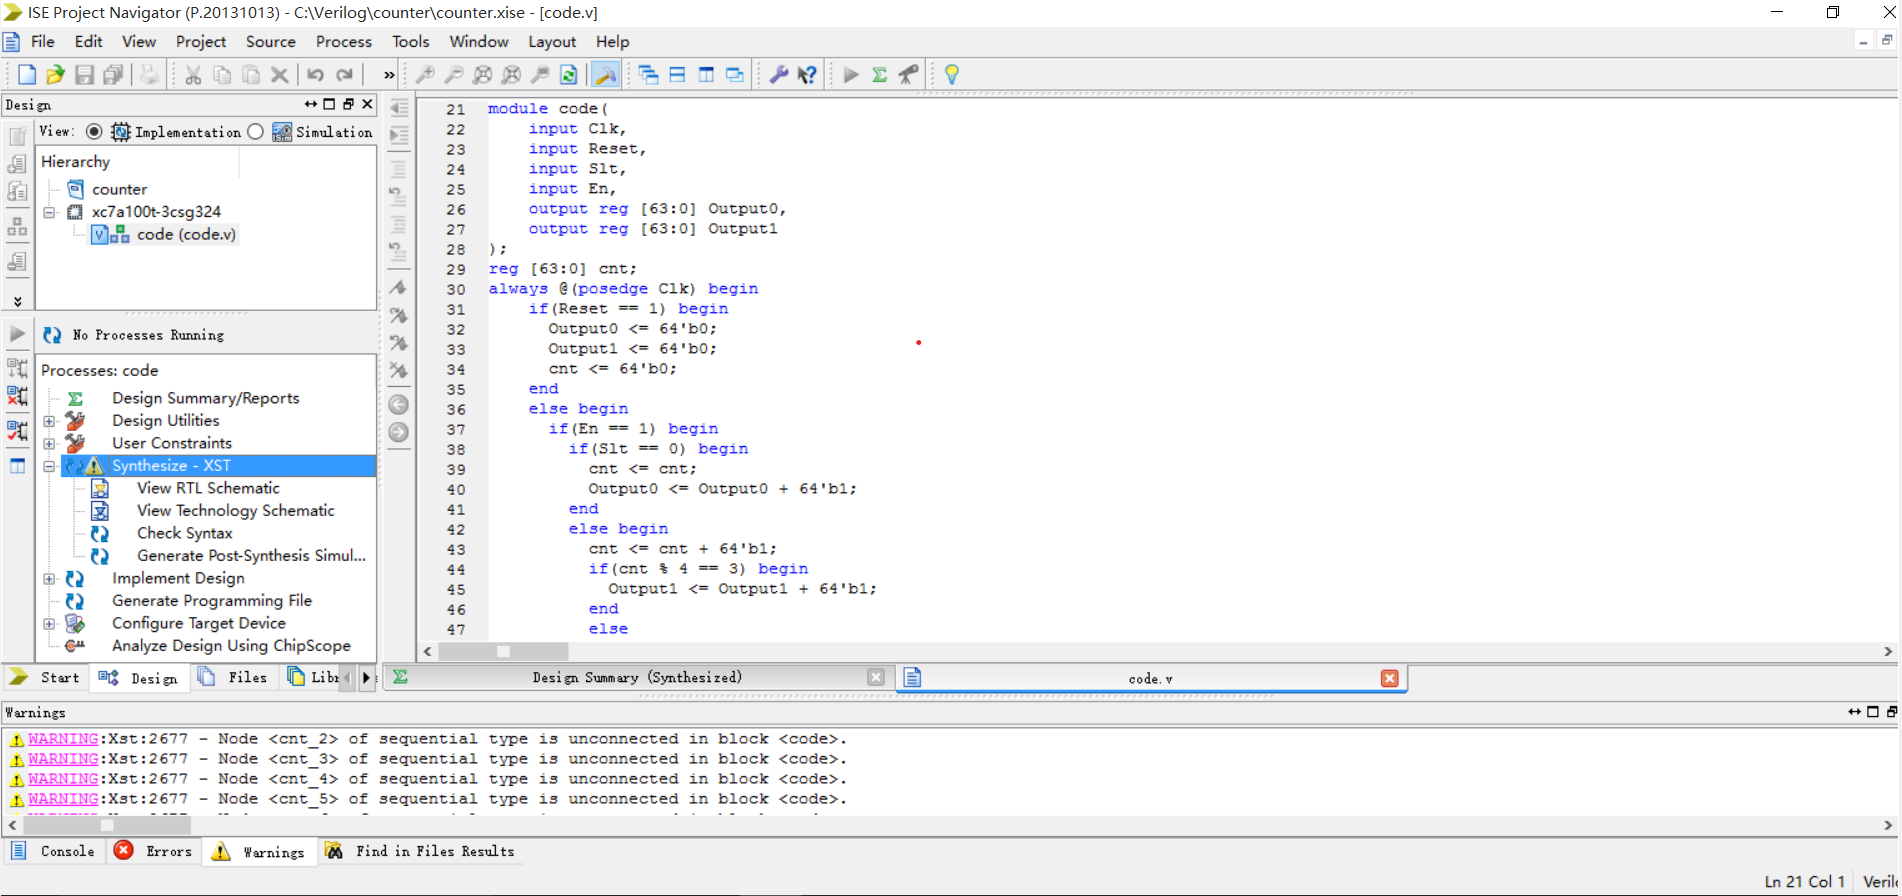 ISE Project Navigator (P.20131013) - C:\Verilog\counter\counter.xise - [code.v]
File Edit View Project Source Process Tools Window Layout Help
Design
View: Implementation Simulation
Hierarchy
counter
xc7a100t-3csg324
code (code.v)
No Processes Running
Processes: code
Design Summary/Reports
Design Utilities
User Constraints
Synthesize - XST
View RTL Schematic
View Technology Schematic
Check Syntax
Generate Post-Synthesis Simul...
Implement Design
Generate Programming File
Configure Target Device
Analyze Design Using ChipScope
Start Design Files Libr
21 module code(
22 input Clk,
23 input Reset,
24 input Slt,
25 input En,
26 output reg [63:0] Output0,
27 output reg [63:0] Output1
28 );
29 reg [63:0] cnt;
30 always @(posedge Clk) begin
31 if(Reset == 1) begin
32 Output0 <= 64'b0;
33 Output1 <= 64'b0;
34 cnt <= 64'b0;
35 end
36 else begin
37 if(En == 1) begin
38 if(Slt == 0) begin
39 cnt <= cnt;
40 Output0 <= Output0 + 64'b1;
41 end
42 else begin
43 cnt <= cnt + 64'b1;
44 if(cnt % 4 == 3) begin
45 Output1 <= Output1 + 64'b1;
46 end
47 else
Design Summary (Synthesized) code.v
Warnings
WARNING:Xst:2677 - Node <cnt_2> of sequential type is unconnected in block <code>.
WARNING:Xst:2677 - Node <cnt_3> of sequential type is unconnected in block <code>.
WARNING:Xst:2677 - Node <cnt_4> of sequential type is unconnected in block <code>.
WARNING:Xst:2677 - Node <cnt_5> of sequential type is unconnected in block <code>.
Console Errors Warnings Find in Files Results
Ln 21 Col 1 Veril